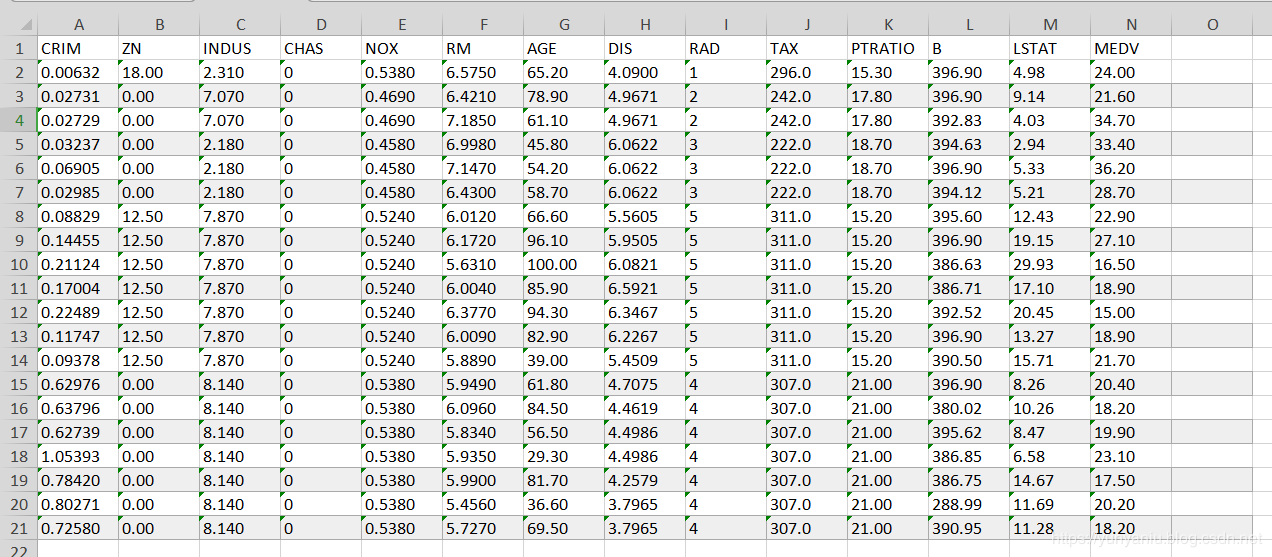 A B C D E F G H I J K L M N O
1 CRIM ZN INDUS CHAS NOX RM AGE DIS RAD TAX PTRATIO B LSTAT MEDV
2 0.00632 18.00 2.310 0 0.5380 6.5750 65.20 4.0900 1 296.0 15.30 396.90 4.98 24.00
3 0.02731 0.00 7.070 0 0.4690 6.4210 78.90 4.9671 2 242.0 17.80 396.90 9.14 21.60
4 0.02729 0.00 7.070 0 0.4690 7.1850 61.10 4.9671 2 242.0 17.80 392.83 4.03 34.70
5 0.03237 0.00 2.180 0 0.4580 6.9980 45.80 6.0622 3 222.0 18.70 394.63 2.94 33.40
6 0.06905 0.00 2.180 0 0.4580 7.1470 54.20 6.0622 3 222.0 18.70 396.90 5.33 36.20
7 0.02985 0.00 2.180 0 0.4580 6.4300 58.70 6.0622 3 222.0 18.70 394.12 5.21 28.70
8 0.08829 12.50 7.870 0 0.5240 6.0120 66.60 5.5605 5 311.0 15.20 395.60 12.43 22.90
9 0.14455 12.50 7.870 0 0.5240 6.1720 96.10 5.9505 5 311.0 15.20 396.90 19.15 27.10
10 0.21124 12.50 7.870 0 0.5240 5.6310 100.00 6.0821 5 311.0 15.20 386.63 29.93 16.50
11 0.17004 12.50 7.870 0 0.5240 6.0040 85.90 6.5921 5 311.0 15.20 386.71 17.10 18.90
12 0.22489 12.50 7.870 0 0.5240 6.3770 94.30 6.3467 5 311.0 15.20 392.52 20.45 15.00
13 0.11747 12.50 7.870 0 0.5240 6.0090 82.90 6.2267 5 311.0 15.20 396.90 13.27 18.90
14 0.09378 12.50 7.870 0 0.5240 5.8890 39.00 5.4509 5 311.0 15.20 390.50 15.71 21.70
15 0.62976 0.00 8.140 0 0.5380 5.9490 61.80 4.7075 4 307.0 21.00 396.90 8.26 20.40
16 0.63796 0.00 8.140 0 0.5380 6.0960 84.50 4.4619 4 307.0 21.00 380.02 10.26 18.20
17 0.62739 0.00 8.140 0 0.5380 5.8340 56.50 4.4986 4 307.0 21.00 395.62 8.47 19.90
18 1.05393 0.00 8.140 0 0.5380 5.9350 29.30 4.4986 4 307.0 21.00 386.85 6.58 23.10
19 0.78420 0.00 8.140 0 0.5380 5.9900 81.70 4.2579 4 307.0 21.00 386.75 14.67 17.50
20 0.80271 0.00 8.140 0 0.5380 5.4560 36.60 3.7965 4 307.0 21.00 288.99 11.69 20.20
21 0.72580 0.00 8.140 0 0.5380 5.7270 69.50 3.7965 4 307.0 21.00 390.95 11.28 18.20
22